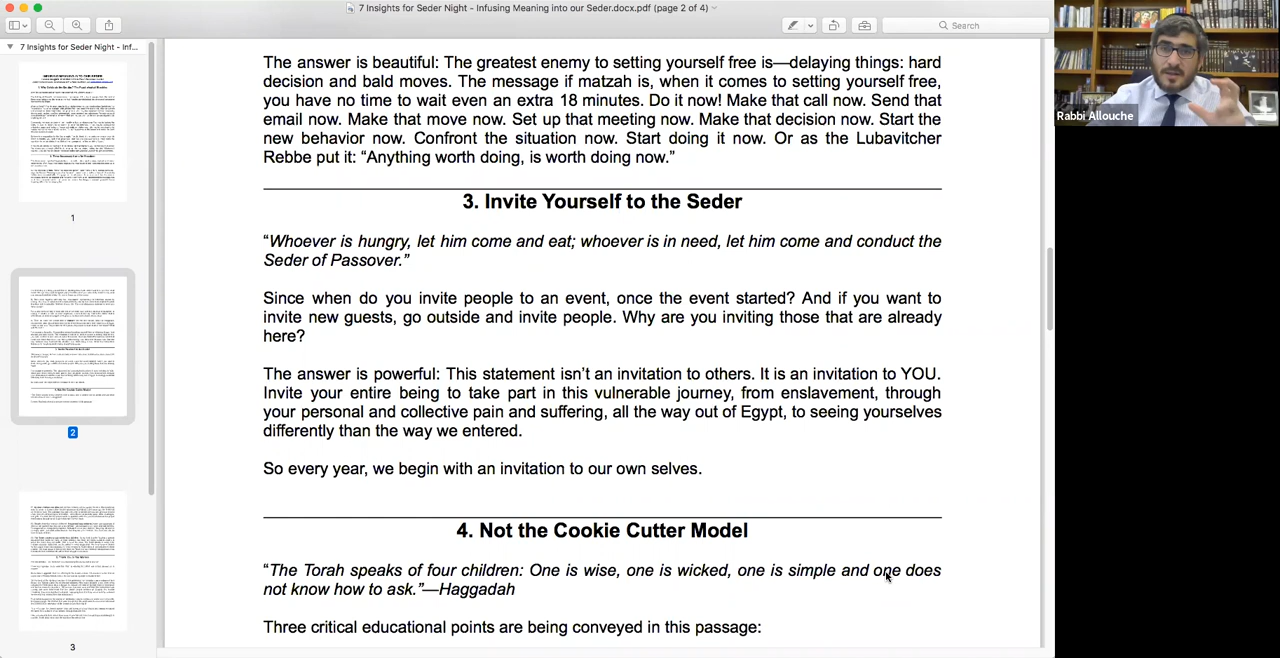 7 Insights for Seder Night - Infusing Meaning into our Seder.docx.pdf (page 2 of 4)
Search
7 Insights for Seder Night - Inf...
1
2
3
The answer is beautiful: The greatest enemy to setting yourself free is—delaying things: hard
decision and bald moves. The message if matzah is, when it comes to setting yourself free,
you have no time to wait even an extra 18 minutes. Do it now! Make that call now. Send that
mail now. Make that move now. Set up that meeting now. Make that decision now. Start the
new behavior now. Confront a situation now. Start doing it now. Or as the Lubavitcher
Rebbe put it: “Anything worth doing, is worth doing now.”
3. Invite Yourself to the Seder
“Whoever is hungry, let him come and eat; whoever is in need, let him come and conduct the
Seder of Passover.”
Since when do you invite people to an event, once the event started? And if you want to
invite new guests, go outside and invite people. Why are you inviting those that are already
here?
The answer is powerful: This statement isn’t an invitation to others. It is an invitation to YOU.
Invite your entire being to take part in this vulnerable journey, from enslavement, through
your personal and collective pain and suffering, all the way out of Egypt, to seeing yourselves
differently than the way we entered.
So every year, we begin with an invitation to our own selves.
4. Not the Cookie Cutter Model
“The Torah speaks of four children: One is wise, one is wicked, one is simple and one does
not know how to ask.”—Haggadah
Three critical educational points are being conveyed in this passage:
Rabbi Allouche